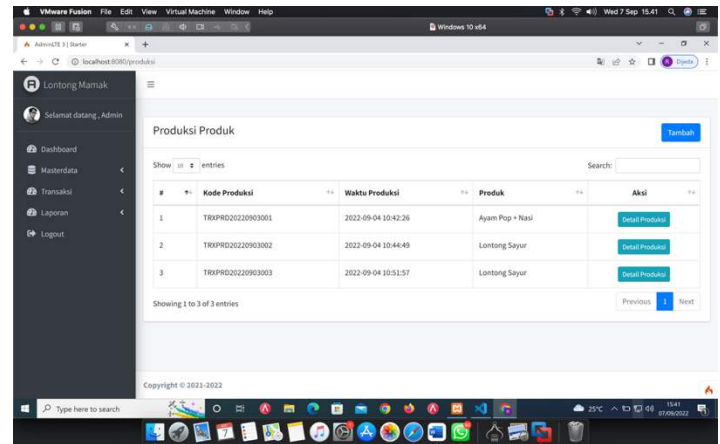 VMware Fusion File Edit View Virtual Machine Window Help Wed 7 Sep 15.41
Windows 10 x64
AdminLTE 3 | Starter
localhost:8080/produksi
Dijeda
Lontong Mamak
Selamat datang , Admin
Dashboard
Masterdata
Transaksi
Laporan
Logout
Produksi Produk
Tambah
Show 10 entries Search:
# Kode Produksi Waktu Produksi Produk Aksi
1 TRXPRD20220903001 2022-09-04 10:42:26 Ayam Pop + Nasi Detail Produksi
2 TRXPRD20220903002 2022-09-04 10:44:49 Lontong Sayur Detail Produksi
3 TRXPRD20220903003 2022-09-04 10:51:57 Lontong Sayur Detail Produksi
Showing 1 to 3 of 3 entries Previous 1 Next
Copyright © 2021-2022
Type here to search 25°C 15.41
07/09/2022